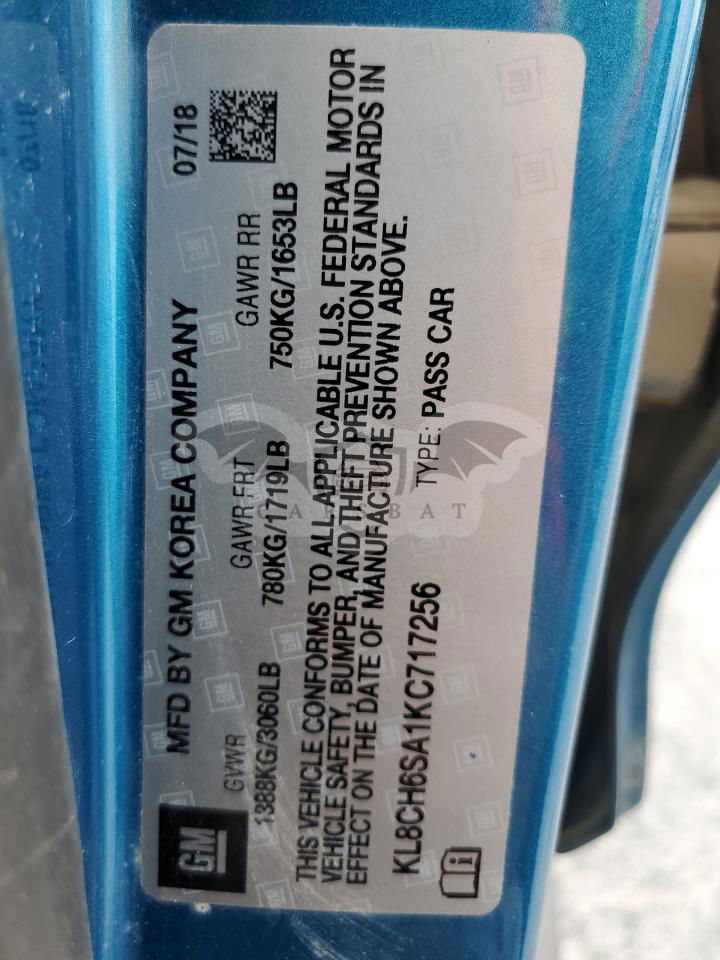 MFD BY GM KOREA COMPANY 07/18
GM
GVWR GAWR FRT GAWR RR
1388KG/3060LB 780KG/1719LB 750KG/1653LB
THIS VEHICLE CONFORMS TO ALL APPLICABLE U.S. FEDERAL MOTOR
VEHICLE SAFETY, BUMPER, AND THEFT PREVENTION STANDARDS IN
EFFECT ON THE DATE OF MANUFACTURE SHOWN ABOVE.
KL8CH6SA1KC717256 TYPE: PASS CAR
CARCBAT